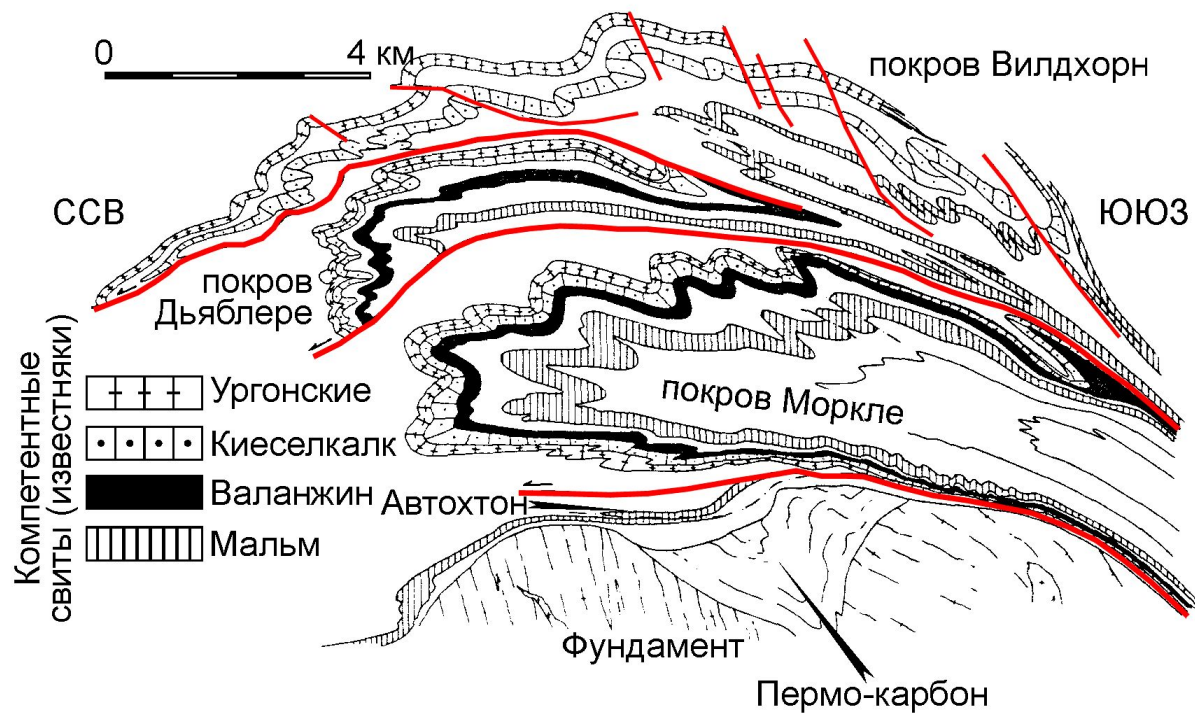 0 4 км
покров Вилдхорн
ССВ
ЮЮЗ
покров
Дьяблере
Компетентные
свиты (известняки)
Ургонские
Киеселкалк
Валанжин
Мальм
покров Моркле
Автохтон
Фундамент
Пермо-карбон